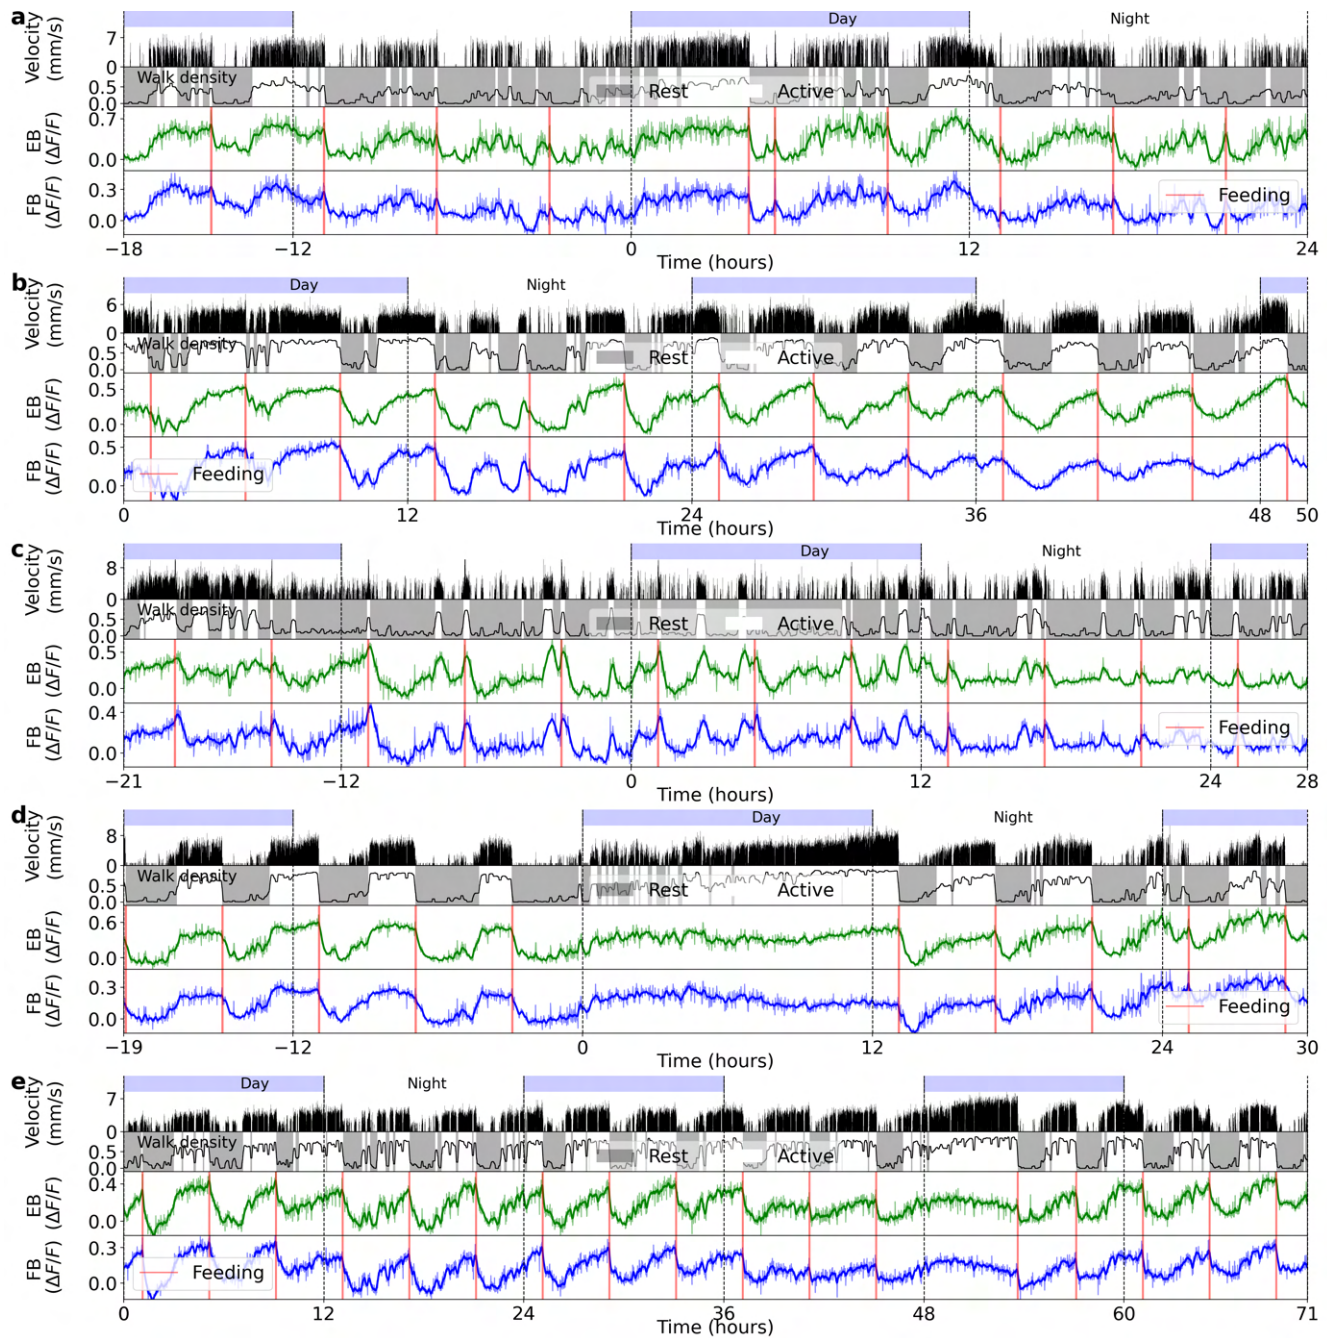 a
Day
Night
Velocity
(mm/s)
7
0
Walk density
0.5
0.0
Rest
Active
EB
(ΔF/F)
0.7
0.0
FB
(ΔF/F)
0.3
0.0
Feeding
−18
−12
0
12
24
Time (hours)
b
Day
Night
Velocity
(mm/s)
6
0
Walk density
0.5
0.0
Rest
Active
EB
(ΔF/F)
0.5
0.0
FB
(ΔF/F)
0.5
0.0
Feeding
0
12
24
36
48
50
Time (hours)
c
Day
Night
Velocity
(mm/s)
8
0
Walk density
0.5
0.0
Rest
Active
EB
(ΔF/F)
0.5
0.0
FB
(ΔF/F)
0.4
0.0
Feeding
−21
−12
0
12
24
28
Time (hours)
d
Day
Night
Velocity
(mm/s)
8
0
Walk density
0.5
0.0
Rest
Active
EB
(ΔF/F)
0.6
0.0
FB
(ΔF/F)
0.3
0.0
Feeding
−19
−12
0
12
24
30
Time (hours)
e
Day
Night
Velocity
(mm/s)
7
0
Walk density
0.5
0.0
Rest
Active
EB
(ΔF/F)
0.4
0.0
FB
(ΔF/F)
0.3
0.0
Feeding
0
12
24
36
48
60
71
Time (hours)